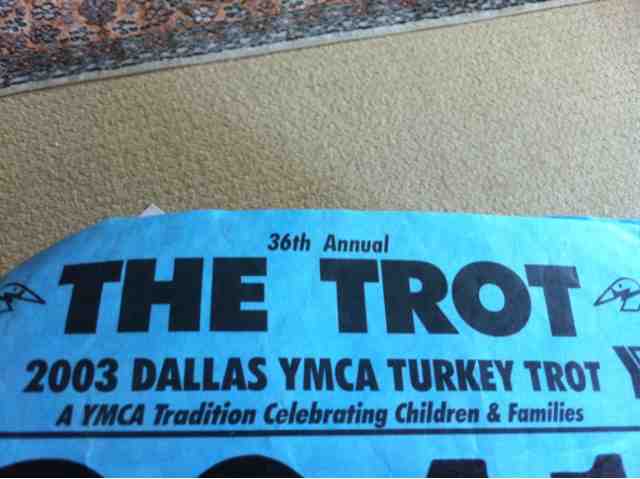 36th Annual
THE TROT
2003 DALLAS YMCA TURKEY TROT
A YMCA Tradition Celebrating Children & Families